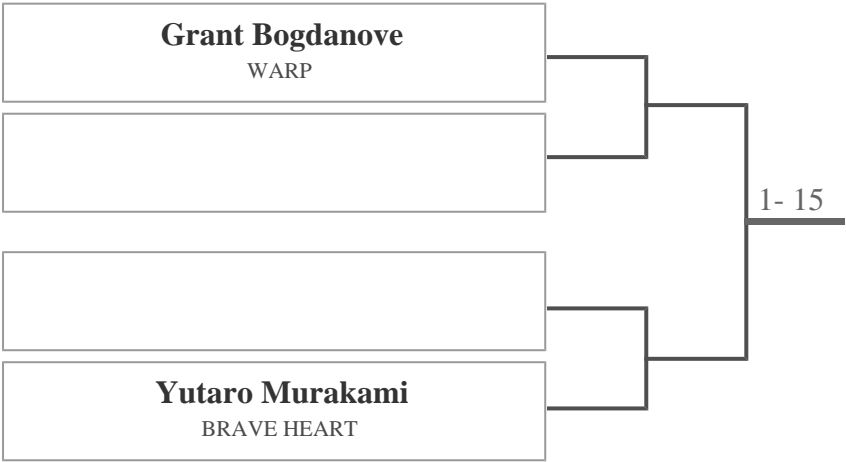 Grant Bogdanove
WARP
1- 15
Yutaro Murakami
BRAVE HEART